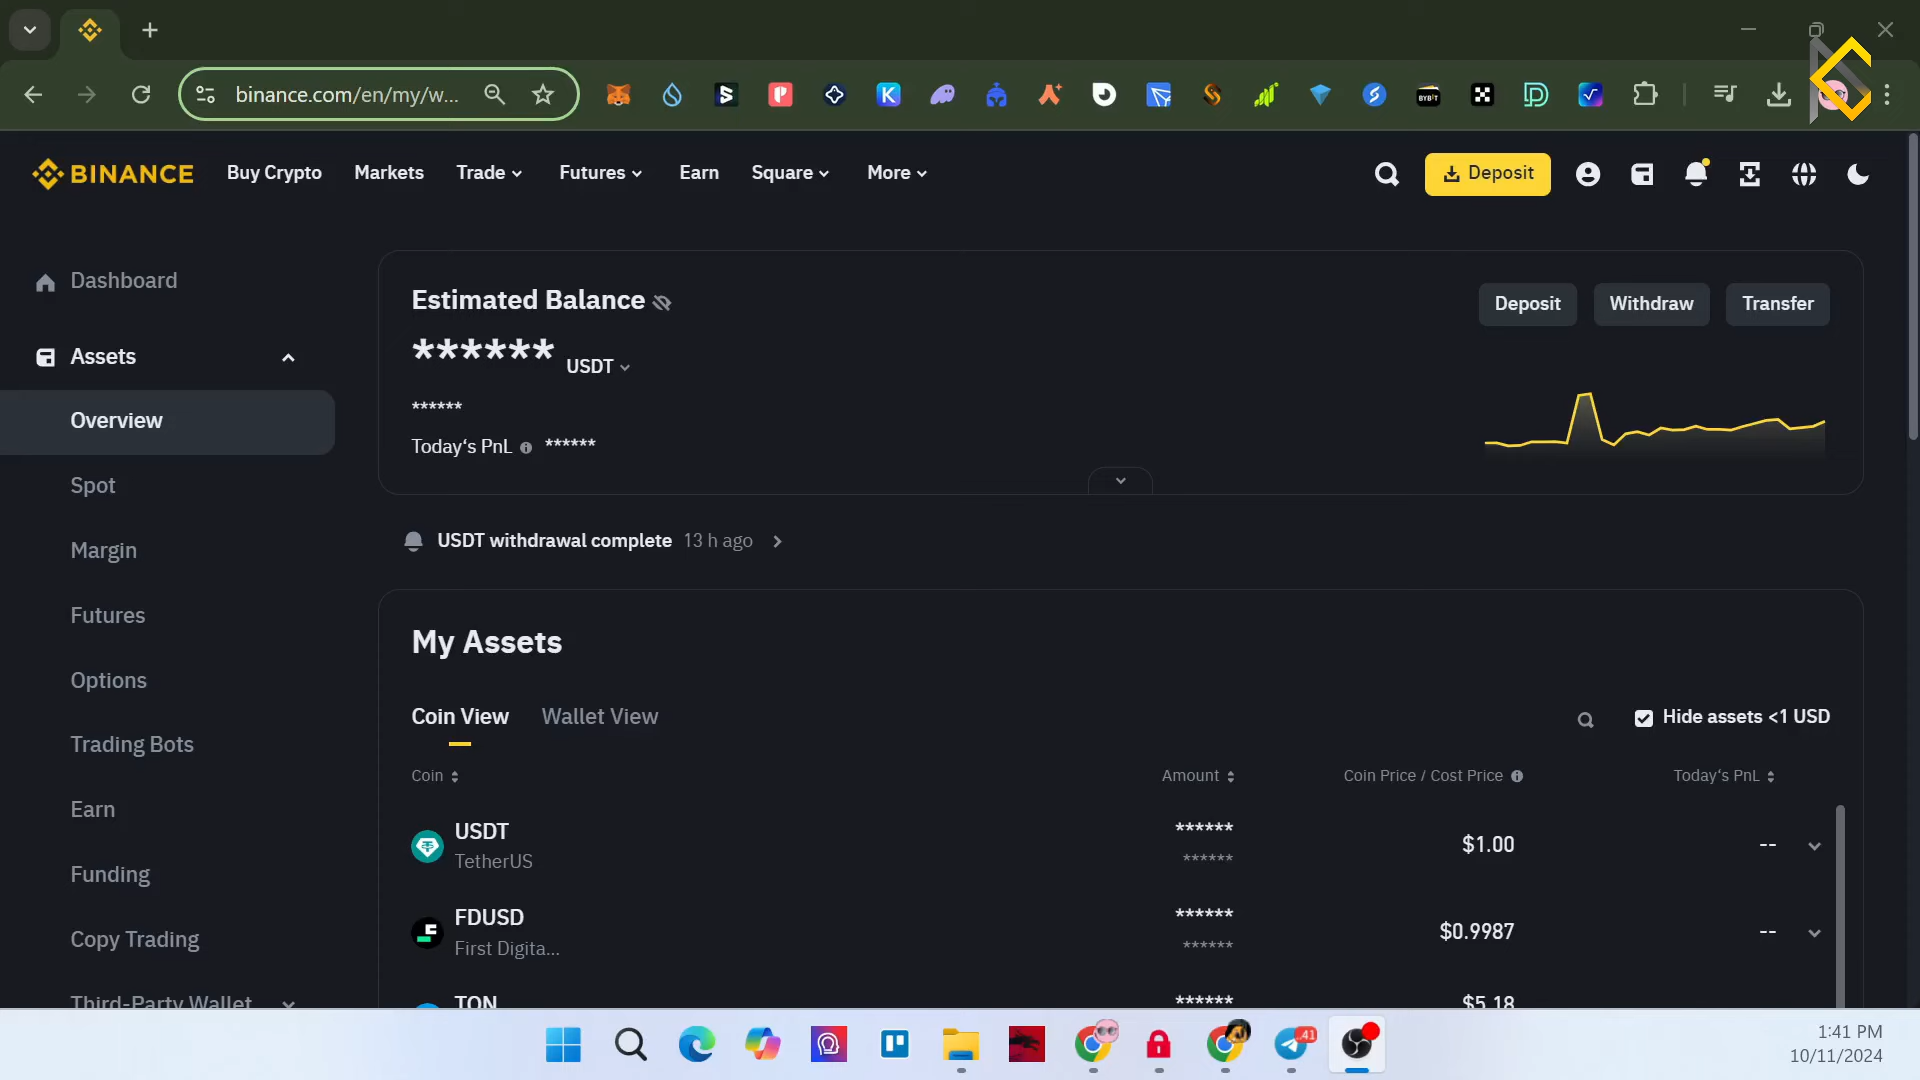 binance.com/en/my/w...
BINANCE
Buy Crypto
Markets
Trade
Futures
Earn
Square
More
Deposit
Dashboard
Assets
Overview
Spot
Margin
Futures
Options
Trading Bots
Earn
Funding
Copy Trading
Third-Party Wallet
Estimated Balance
Deposit
Withdraw
Transfer
****** USDT
******
Today's PnL ******
USDT withdrawal complete 13 h ago
My Assets
Coin View
Wallet View
Hide assets <1 USD
Coin
Amount
Coin Price / Cost Price
Today's PnL
USDT
TetherUS
******
******
$1.00
--
FDUSD
First Digita...
******
******
$0.9987
--
TON
******
$5.18
BYBIT
41
1:41 PM
10/11/2024